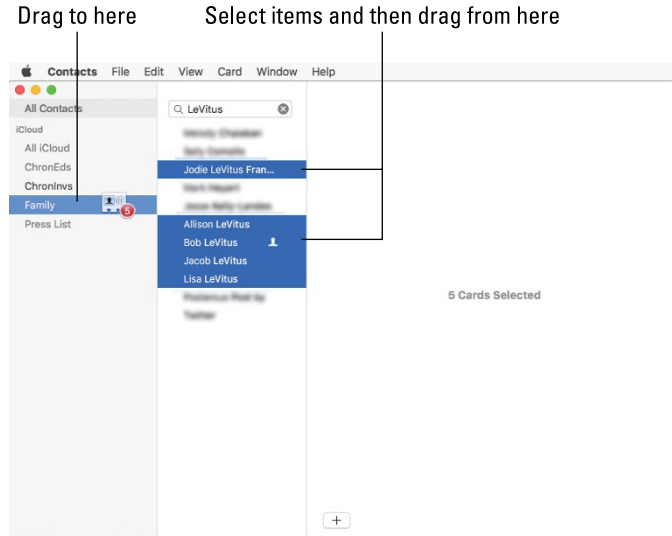 Drag to here
Select items and then drag from here
Contacts File Edit View Card Window Help
All Contacts
LeVitus
iCloud
All iCloud
ChronEds
ChronInvs
Family
5
Press List
Jodie LeVitus Fran...
Allison LeVitus
Bob LeVitus
Jacob LeVitus
Lisa LeVitus
5 Cards Selected